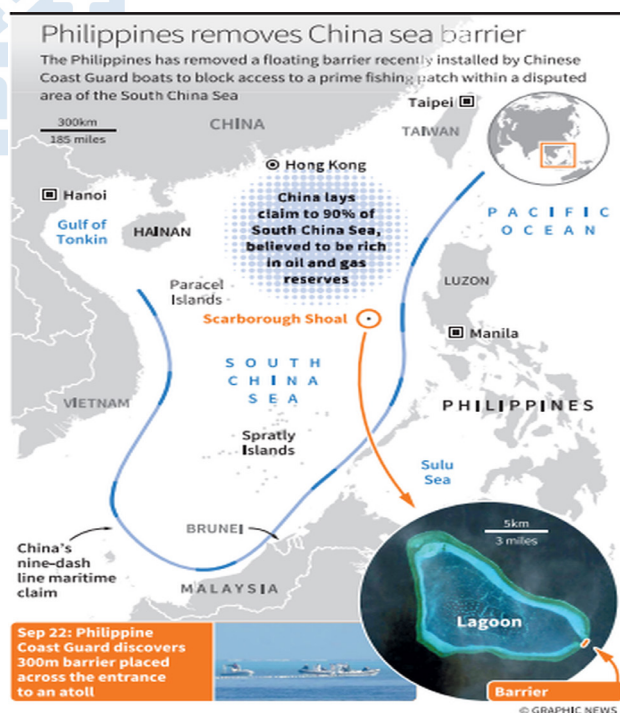 Philippines removes China sea barrier
The Philippines has removed a floating barrier recently installed by Chinese
Coast Guard boats to block access to a prime fishing patch within a disputed
area of the South China Sea
300km
185 miles
CHINA
Taipei
TAIWAN
Hong Kong
Hanoi
Gulf of
Tonkin
HAINAN
China lays
claim to 90% of
South China Sea,
believed to be rich
in oil and gas
reserves
PACIFIC
OCEAN
Paracel
Islands
LUZON
Scarborough Shoal
Manila
SOUTH
CHINA
SEA
VIETNAM
PHILIPPINES
Spratly
Islands
Sulu
Sea
BRUNEI
China's
nine-dash
line maritime
claim
MALAYSIA
5km
3 miles
Lagoon
Sep 22: Philippine
Coast Guard discovers
300m barrier placed
across the entrance
to an atoll
Barrier
© GRAPHIC NEWS